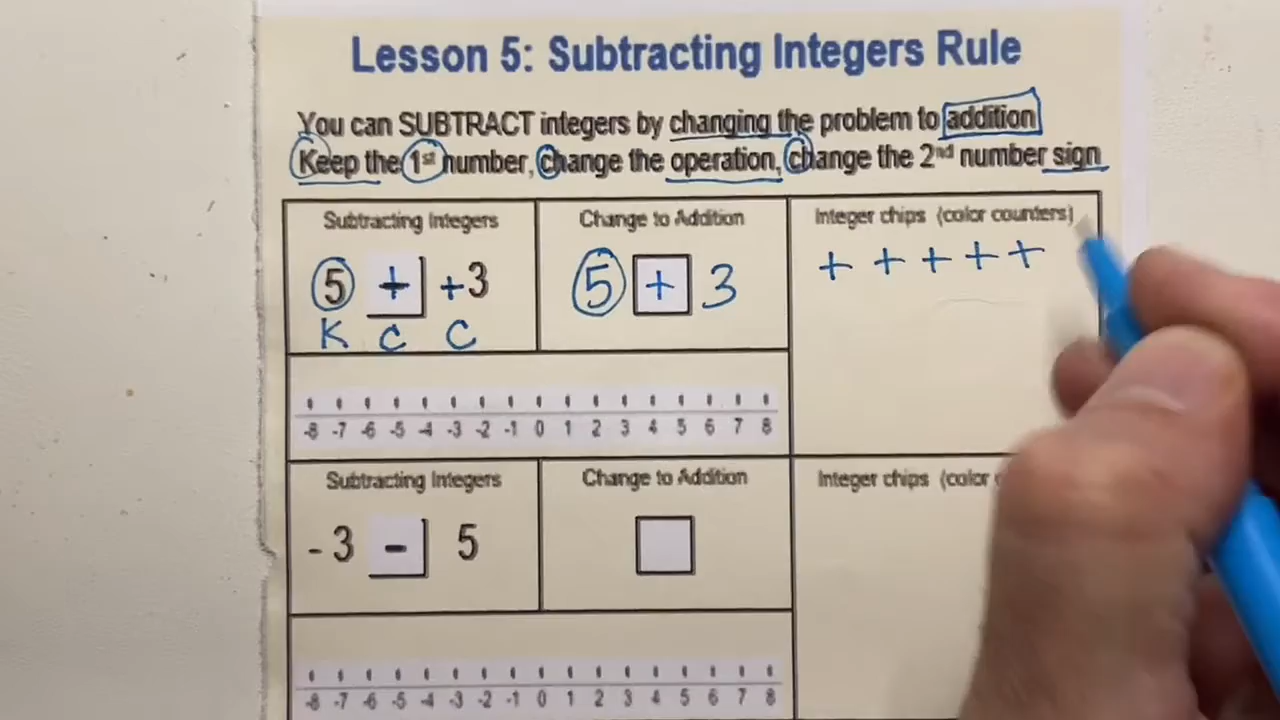 Lesson 5: Subtracting Integers Rule
You can SUBTRACT integers by changing the problem to addition
Keep the 1st number, change the operation, change the 2nd number sign
Subtracting Integers
Change to Addition
Integer chips (color counters)
5 + +3
5 + 3
+ + + + +
K C C
-8 -7 -6 -5 -4 -3 -2 -1 0 1 2 3 4 5 6 7 8
Subtracting Integers
Change to Addition
Integer chips (color
-3 - 5
-8 -7 -6 -5 -4 -3 -2 -1 0 1 2 3 4 5 6 7 8